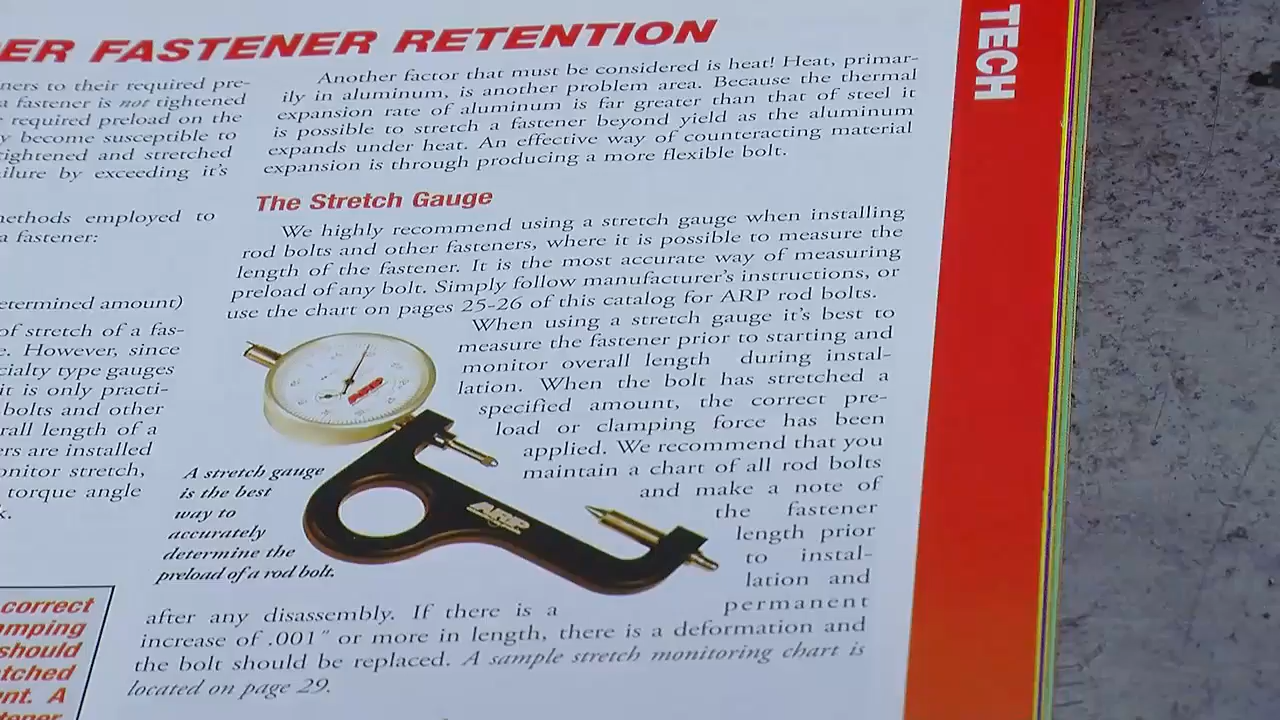 ER FASTENER RETENTION
TECH
ners to their required pre-
a fastener is not tightened
required preload on the
y become susceptible to
tightened and stretched
ilure by exceeding it's
methods employed to
a fastener:
etermined amount)
of stretch of a fas-
e. However, since
cialty type gauges
it is only practi-
bolts and other
rall length of a
ers are installed
onitor stretch,
torque angle
k.
correct
mping
should
tched
nt. A
tener
Another factor that must be considered is heat! Heat, primar-
ily in aluminum, is another problem area. Because the thermal
expansion rate of aluminum is far greater than that of steel it
is possible to stretch a fastener beyond yield as the aluminum
expands under heat. An effective way of counteracting material
expansion is through producing a more flexible bolt.
The Stretch Gauge
We highly recommend using a stretch gauge when installing
rod bolts and other fasteners, where it is possible to measure the
length of the fastener. It is the most accurate way of measuring
preload of any bolt. Simply follow manufacturer's instructions, or
use the chart on pages 25-26 of this catalog for ARP rod bolts.
When using a stretch gauge it's best to
measure the fastener prior to starting and
monitor overall length during instal-
lation. When the bolt has stretched a
specified amount, the correct pre-
load or clamping force has been
applied. We recommend that you
maintain a chart of all rod bolts
and make a note of
the fastener
length prior
to instal-
lation and
permanent
after any disassembly. If there is a
increase of .001" or more in length, there is a deformation and
the bolt should be replaced. A sample stretch monitoring chart is
located on page 29.
A stretch gauge
is the best
way to
accurately
determine the
preload of a rod bolt.
ARP
ARP